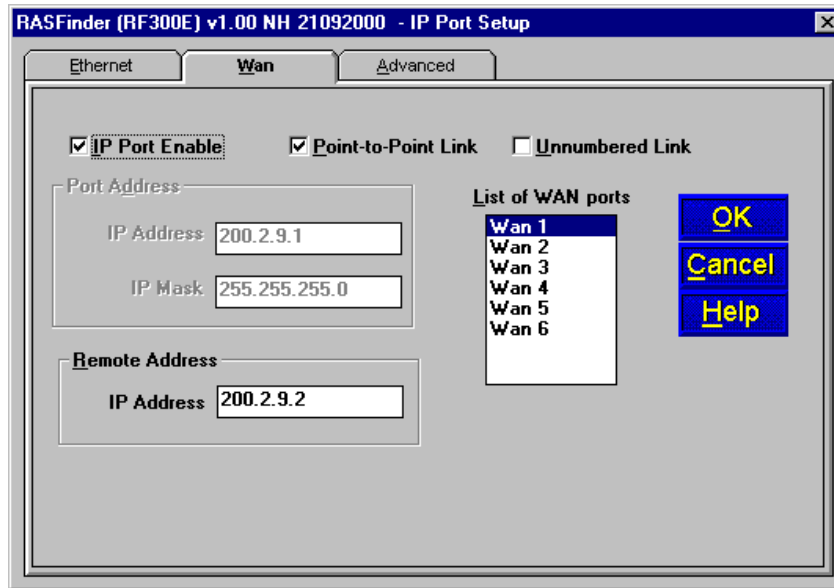 RASFinder (RF300E) v1.00 NH 21092000 - IP Port Setup
Ethernet Wan Advanced
IP Port Enable Point-to-Point Link Unnumbered Link
Port Address
IP Address 200.2.9.1
IP Mask 255.255.255.0
Remote Address
IP Address 200.2.9.2
List of WAN ports
Wan 1
Wan 2
Wan 3
Wan 4
Wan 5
Wan 6
OK
Cancel
Help